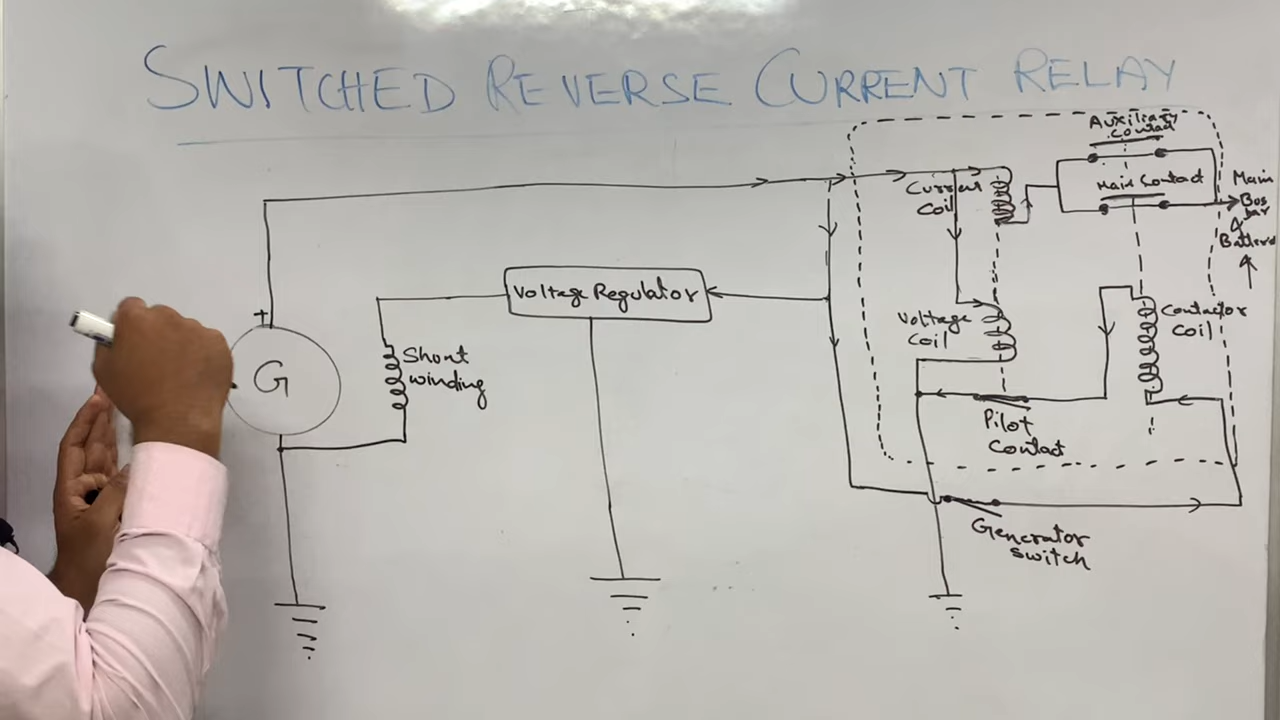 SWITCHED REVERSE CURRENT RELAY
Auxiliary
Contact
Main Contact
Current
Coil
Main
Bus
bar
&
Battery
+
G
Shunt
winding
Voltage Regulator
Voltage
Coil
Contactor
Coil
Pilot
Contact
Generator
Switch